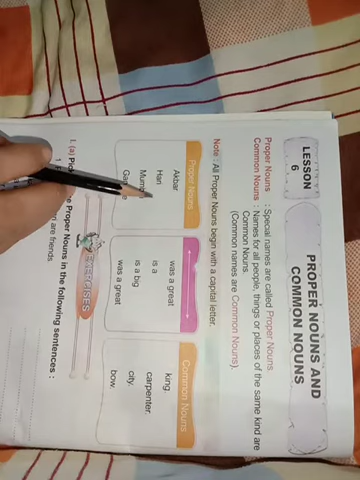 LESSON
6
PROPER NOUNS AND
COMMON NOUNS
Proper Nouns : Special names are called Proper Nouns.
Common Nouns : Names for all people, things or places of the same kind are
Common Nouns
(Common names are Common Nouns).
Note : All Proper Nouns begin with a capital letter.
Proper Nouns Common Nouns
Akbar was a great king.
Hari is a carpenter.
is a big city.
was a great bow.
EXERCISES
I. (a) Proper Nouns in the following sentences :
1. are friends